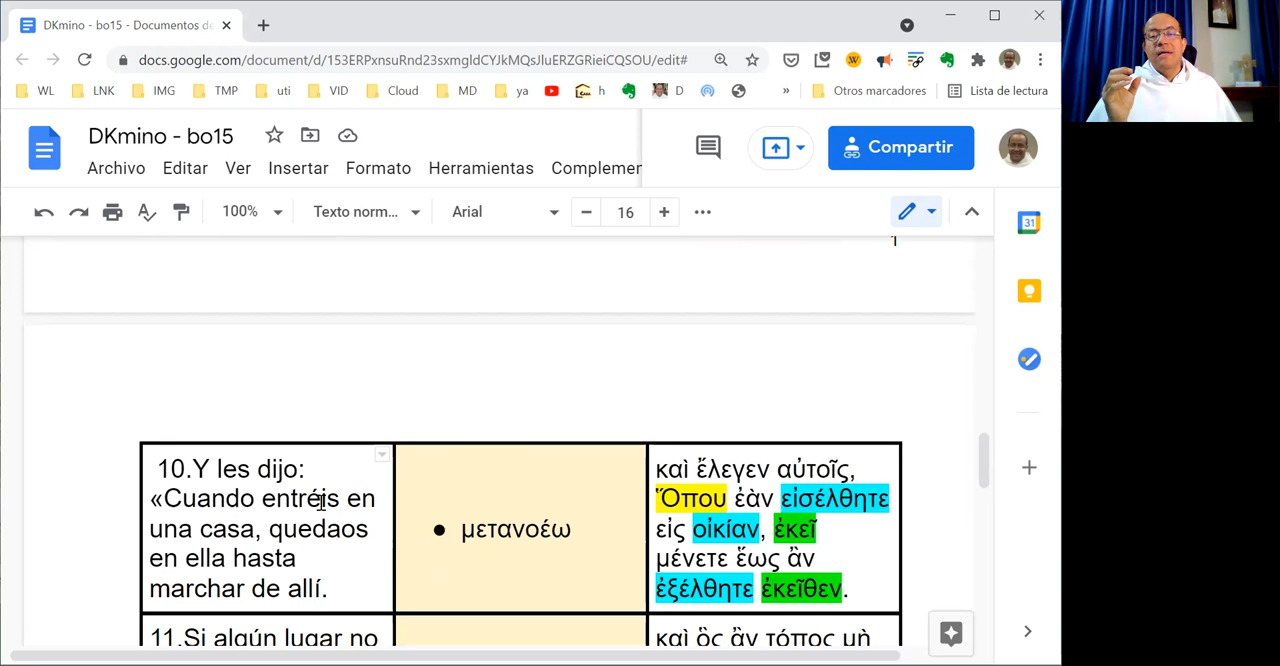 DKmino - bo15 - Documentos de
docs.google.com/document/d/153ERPxnsuRnd23sxmgldCYJkMQsJluERZGRieiCQSOU/edit#
WL LNK IMG TMP uti VID Cloud MD ya h D » Otros marcadores Lista de lectura
DKmino - bo15
Compartir
Archivo Editar Ver Insertar Formato Herramientas Complemen
100% Texto norm... Arial 16
31
1
10.Y les dijo:
«Cuando entréis en
una casa, quedaos
en ella hasta
marchar de allí.
μετανοέω
καὶ ἔλεγεν αὐτοῖς,
Ὅπου ἐὰν εἰσέλθητε
εἰς οἰκίαν, ἐκεῖ
μένετε ἕως ἂν
ἐξέλθητε ἐκεῖθεν.
11.Si algún lugar no
καὶ ὃς ἂν τόπος μὴ